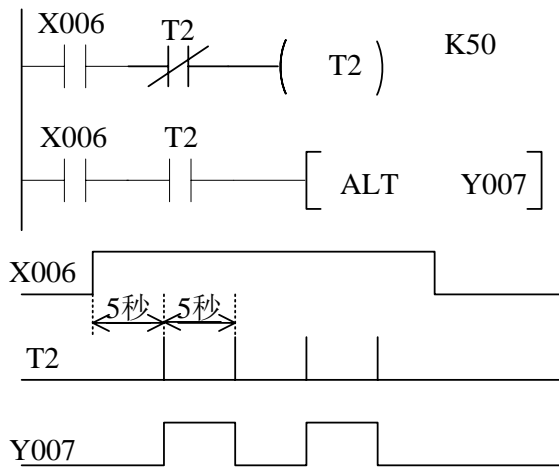 X006 T2
T2 K50
X006 T2
ALT Y007
X006
5秒 5秒
T2
Y007